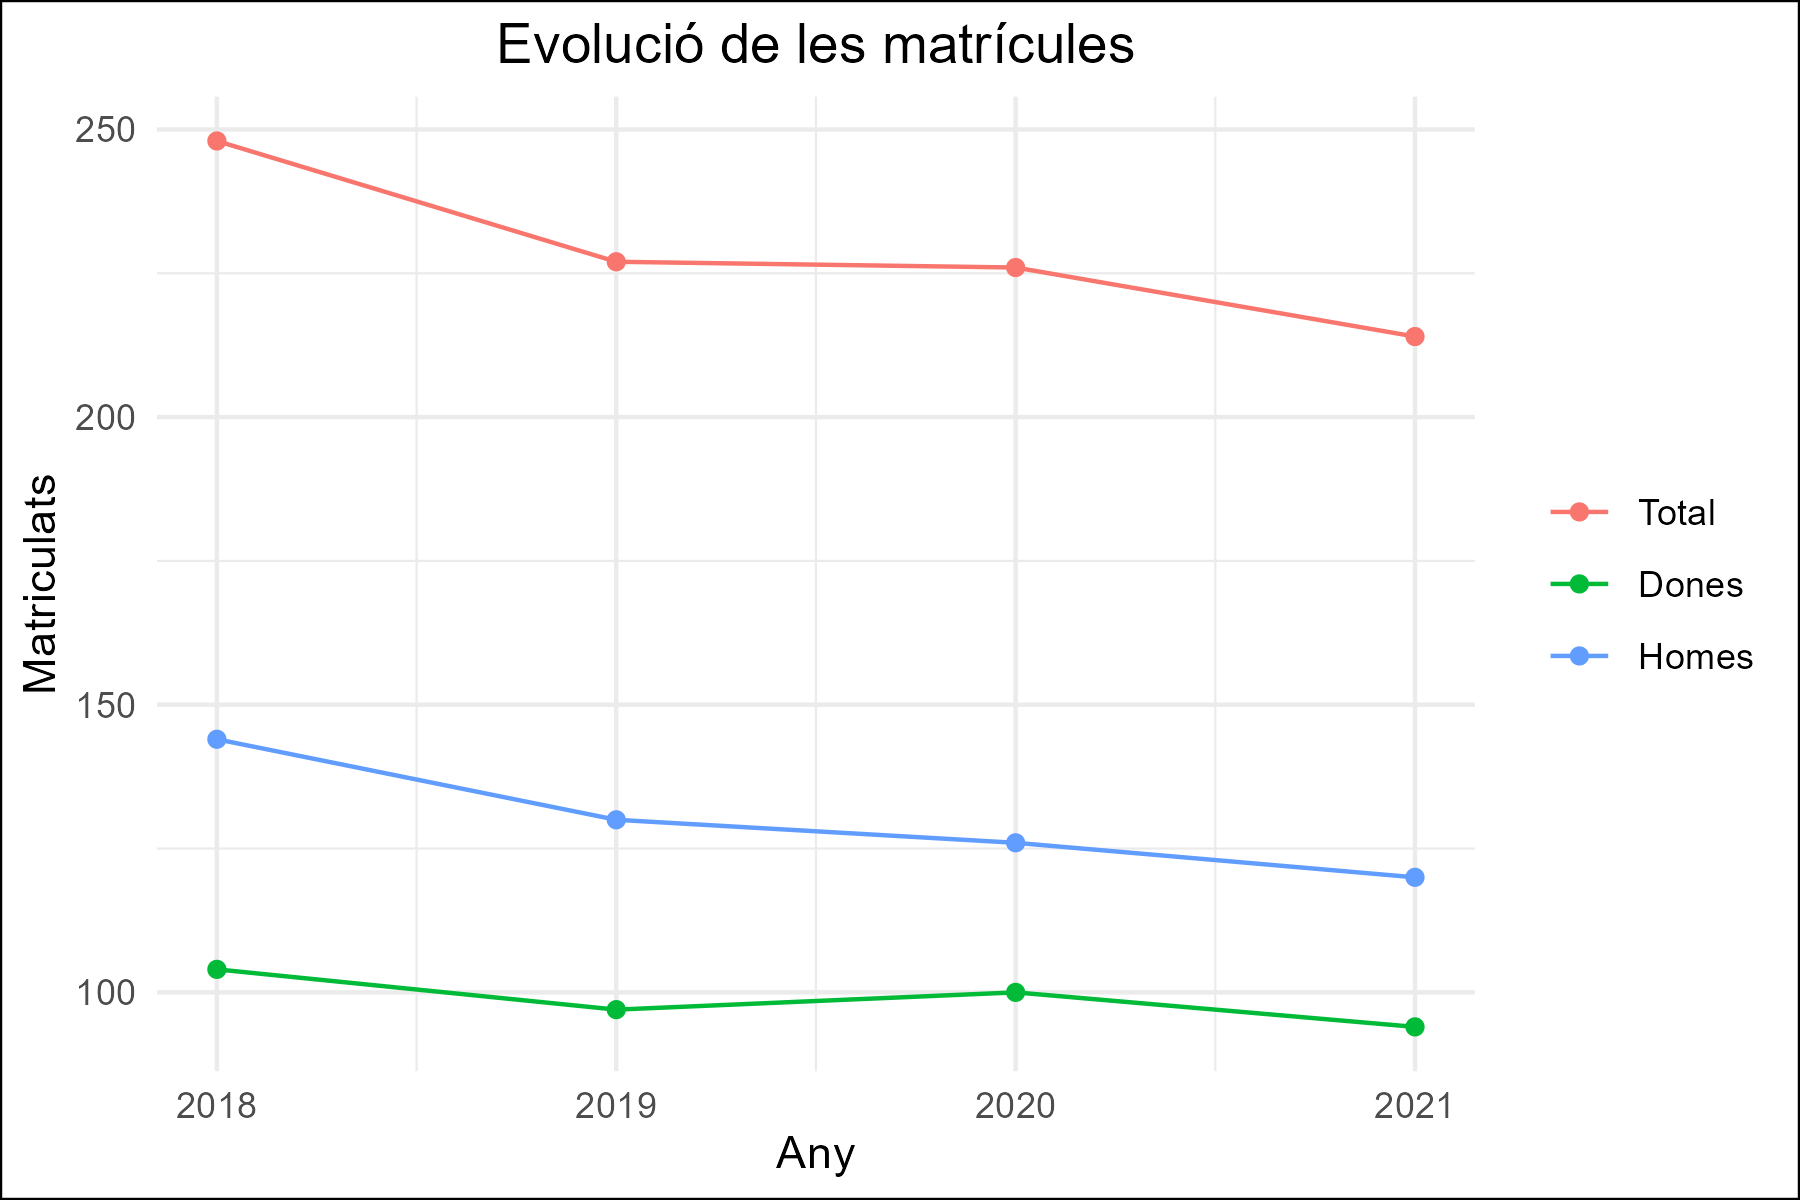 Evolució de les matrícules
250
200
150
100
Matriculats
2018 2019 2020 2021
Any
Total
Dones
Homes